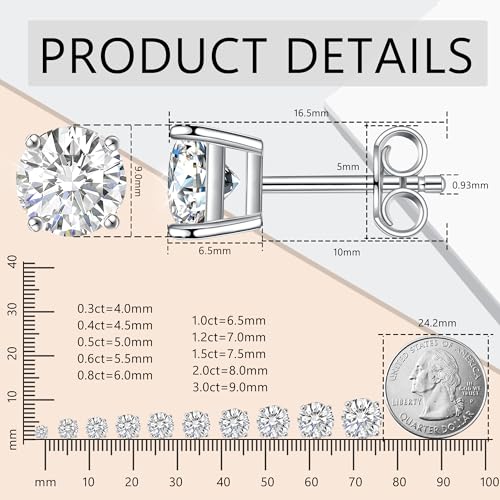 PRODUCT DETAILS
16.5mm
9.0mm
5mm
0.93mm
6.5mm
10mm
40
30
20
10
mm
0.3ct=4.0mm
0.4ct=4.5mm
0.5ct=5.0mm
0.6ct=5.5mm
0.8ct=6.0mm
1.0ct=6.5mm
1.2ct=7.0mm
1.5ct=7.5mm
2.0ct=8.0mm
3.0ct=9.0mm
24.2mm
UNITED STATES OF AMERICA
LIBERTY
IN GOD WE TRUST
P
QUARTER DOLLAR
mm 10 20 30 40 50 60 70 80 90 100